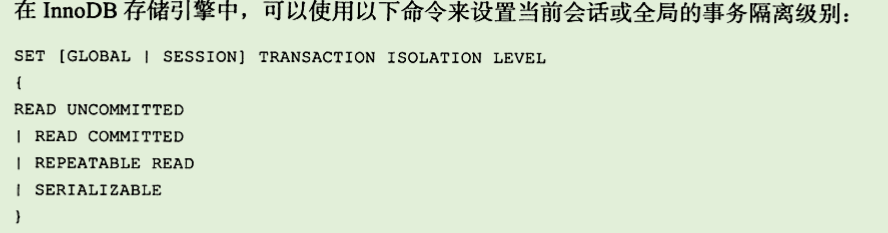 在 InnoDB 存储引擎中，可以使用以下命令来设置当前会话或全局的事务隔离级别：
SET [GLOBAL | SESSION] TRANSACTION ISOLATION LEVEL
{
READ UNCOMMITTED
| READ COMMITTED
| REPEATABLE READ
| SERIALIZABLE
}